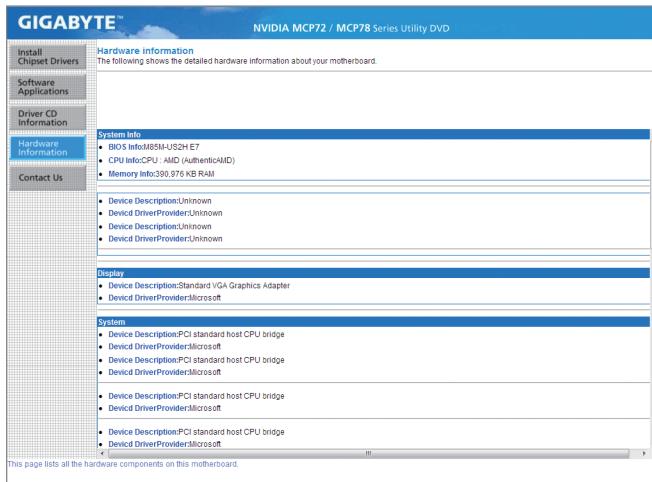 GIGABYTE™
NVIDIA MCP72 / MCP78 Series Utility DVD
Install
Chipset Drivers
Software
Applications
Driver CD
Information
Hardware
Information
Contact Us
Hardware information
The following shows the detailed hardware information about your motherboard.
System Info
• BIOS Info:M85M-US2H E7
• CPU Info:CPU : AMD (AuthenticAMD)
• Memory Info:390,976 KB RAM
• Device Description:Unknown
• Devicd DriverProvider:Unknown
• Device Description:Unknown
• Devicd DriverProvider:Unknown
Display
• Device Description:Standard VGA Graphics Adapter
• Devicd DriverProvider:Microsoft
System
• Device Description:PCI standard host CPU bridge
• Devicd DriverProvider:Microsoft
• Device Description:PCI standard host CPU bridge
• Devicd DriverProvider:Microsoft
• Device Description:PCI standard host CPU bridge
• Devicd DriverProvider:Microsoft
• Device Description:PCI standard host CPU bridge
• Devicd DriverProvider:Microsoft
This page lists all the hardware components on this motherboard.